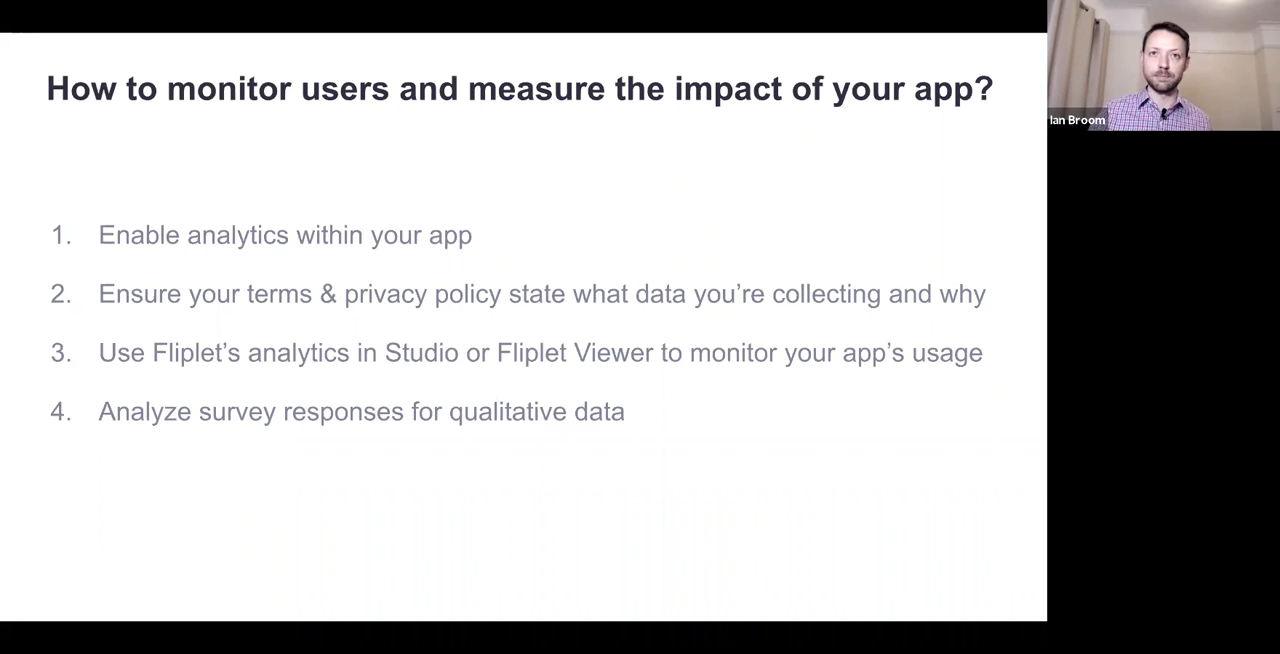 How to monitor users and measure the impact of your app?
Ian Broom
1. Enable analytics within your app
2. Ensure your terms & privacy policy state what data you’re collecting and why
3. Use Fliplet’s analytics in Studio or Fliplet Viewer to monitor your app’s usage
4. Analyze survey responses for qualitative data